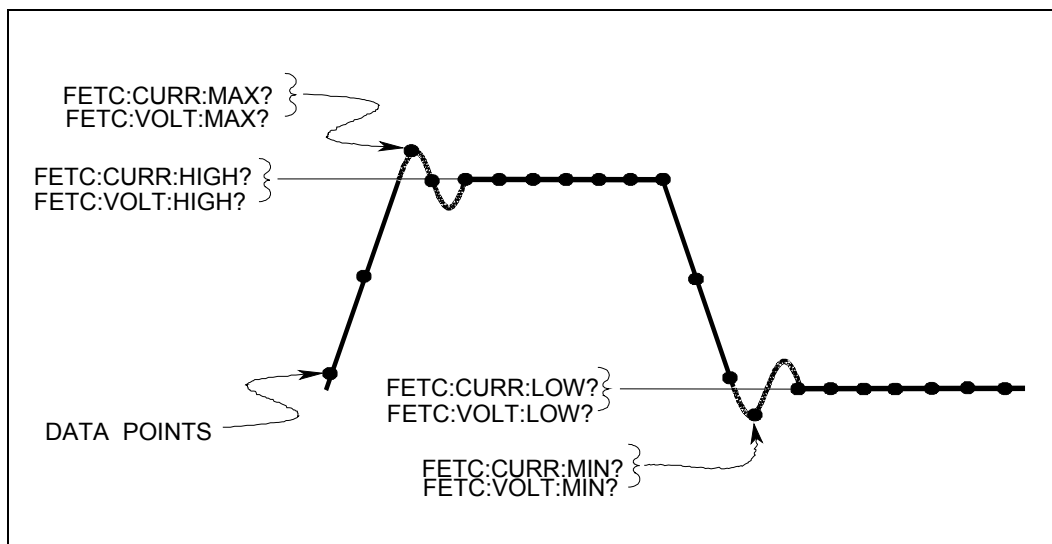 FETC:CURR:MAX?
FETC:VOLT:MAX?
FETC:CURR:HIGH?
FETC:VOLT:HIGH?
FETC:CURR:LOW?
FETC:VOLT:LOW?
DATA POINTS
FETC:CURR:MIN?
FETC:VOLT:MIN?